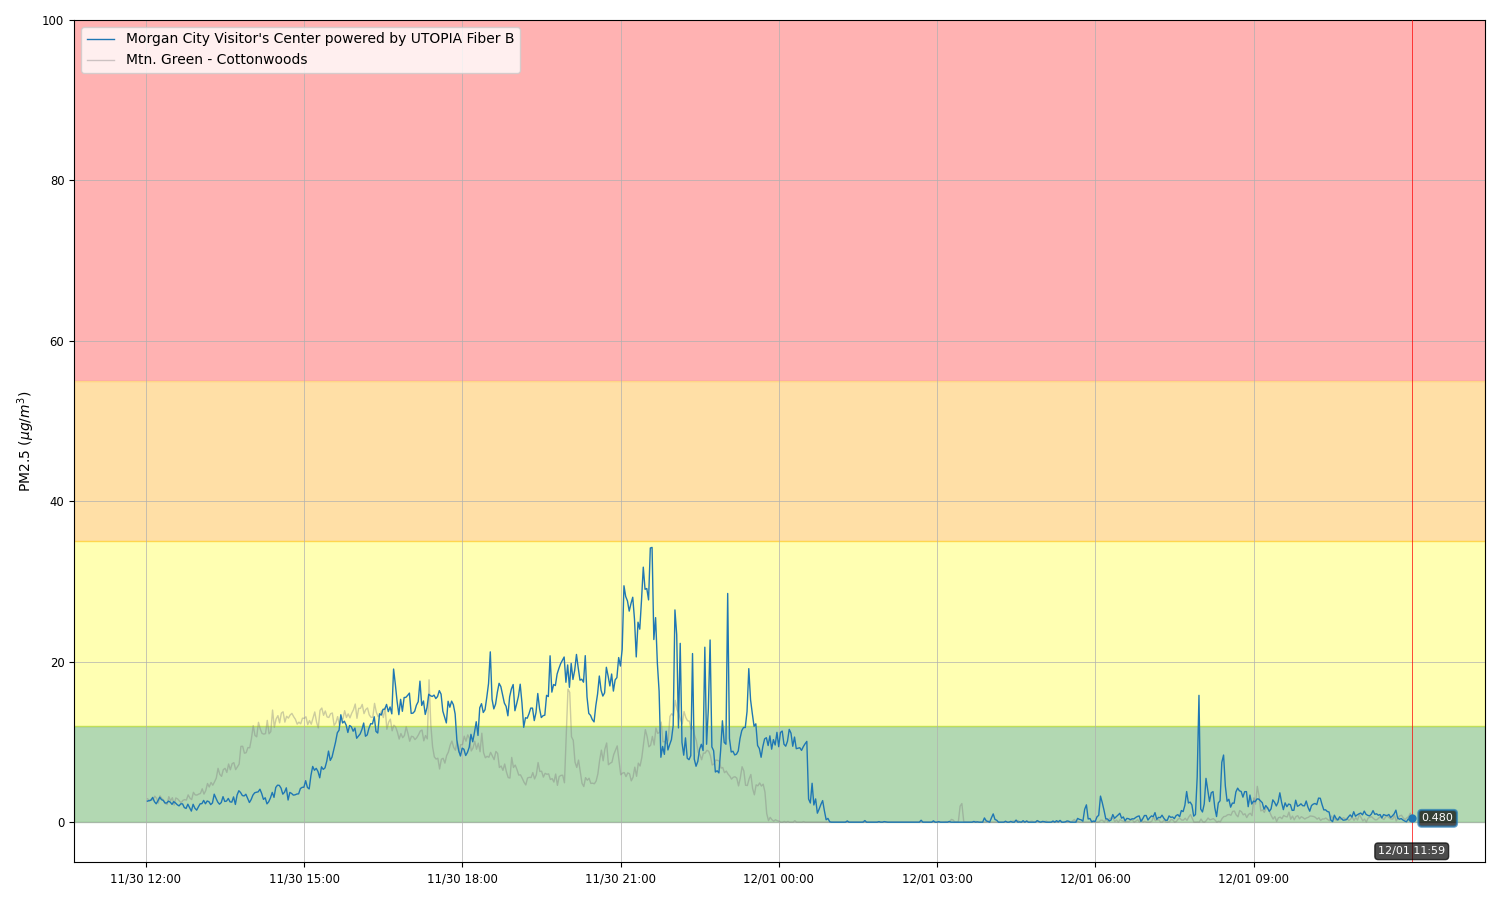 100
Morgan City Visitor's Center powered by UTOPIA Fiber B
Mtn. Green - Cottonwoods
80
60
40
20
0
PM2.5 (μg/m³)
0.480
12/01 11:59
11/30 12:00 11/30 15:00 11/30 18:00 11/30 21:00 12/01 00:00 12/01 03:00 12/01 06:00 12/01 09:00